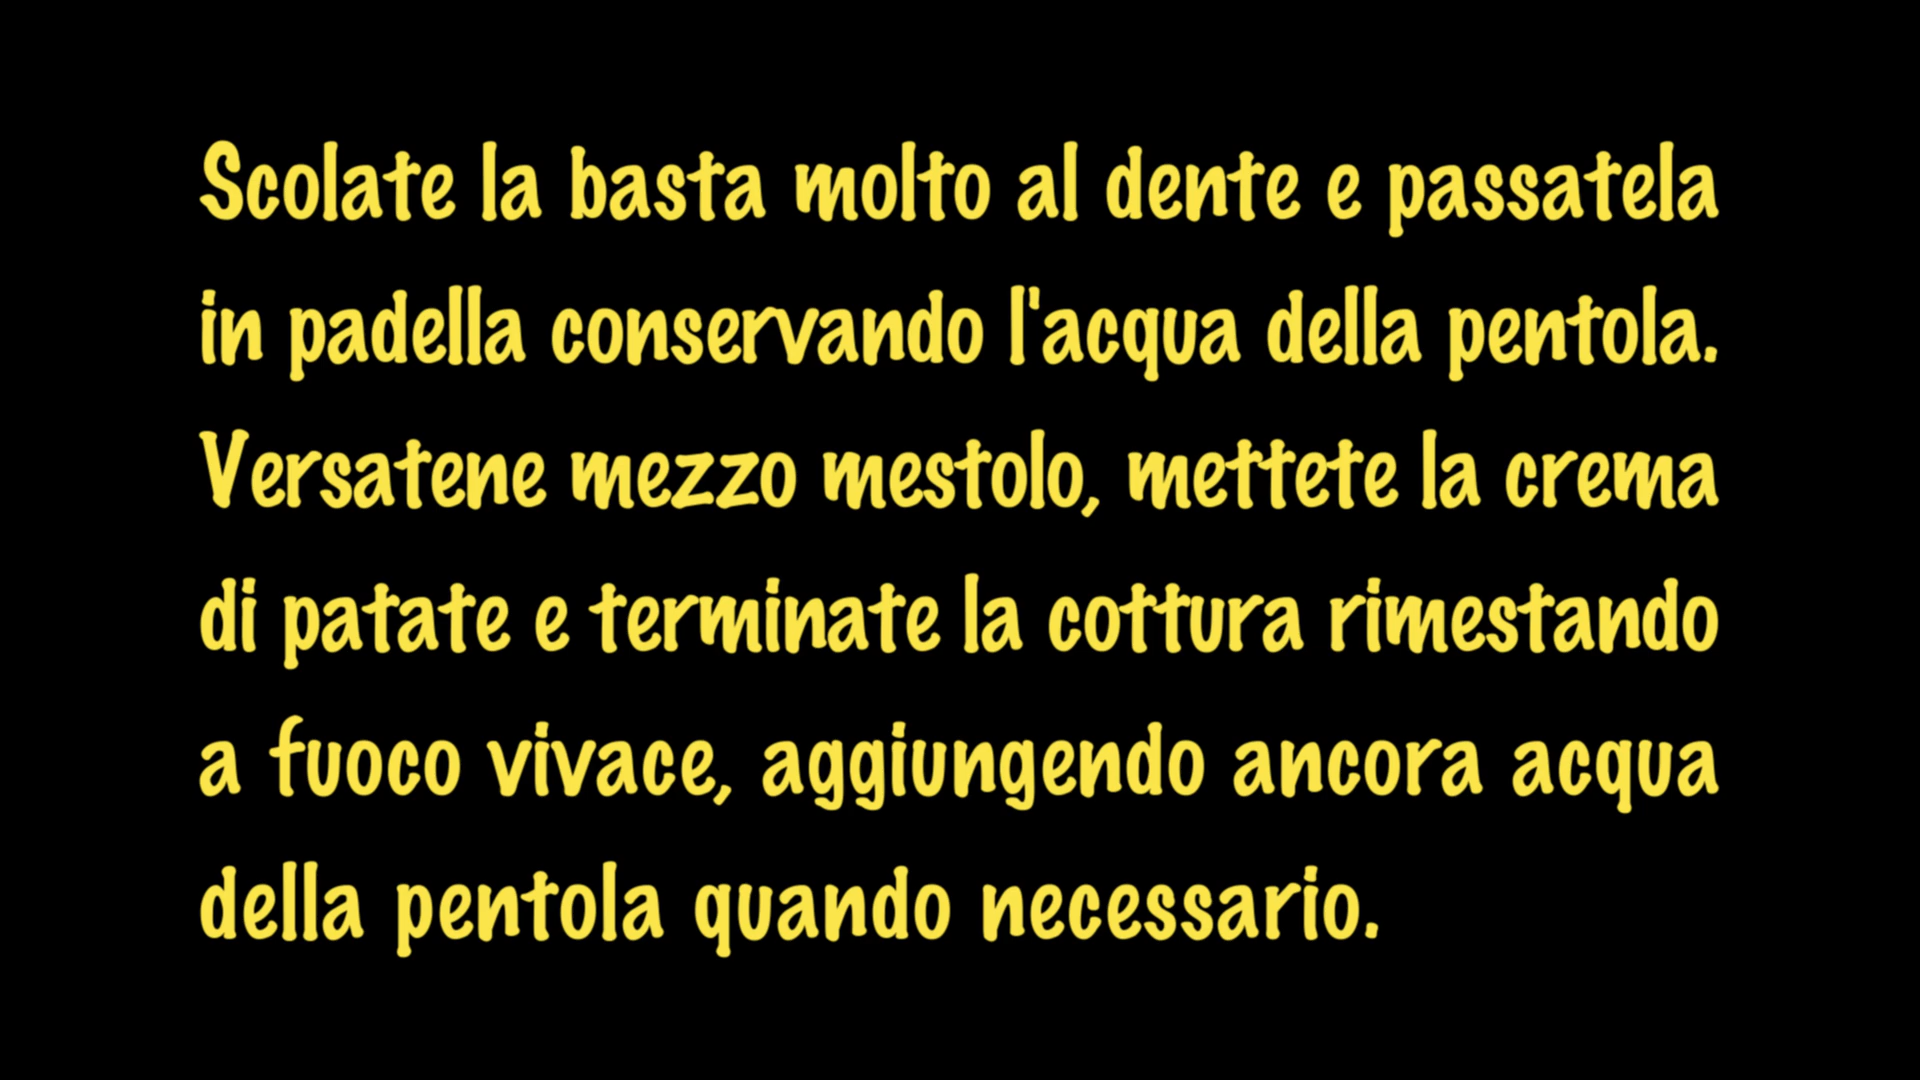 Scolate la basta molto al dente e passatela
in padella conservando l'acqua della pentola.
Versatene mezzo mestolo, mettete la crema
di patate e terminate la cottura rimestando
a fuoco vivace, aggiungendo ancora acqua
della pentola quando necessario.